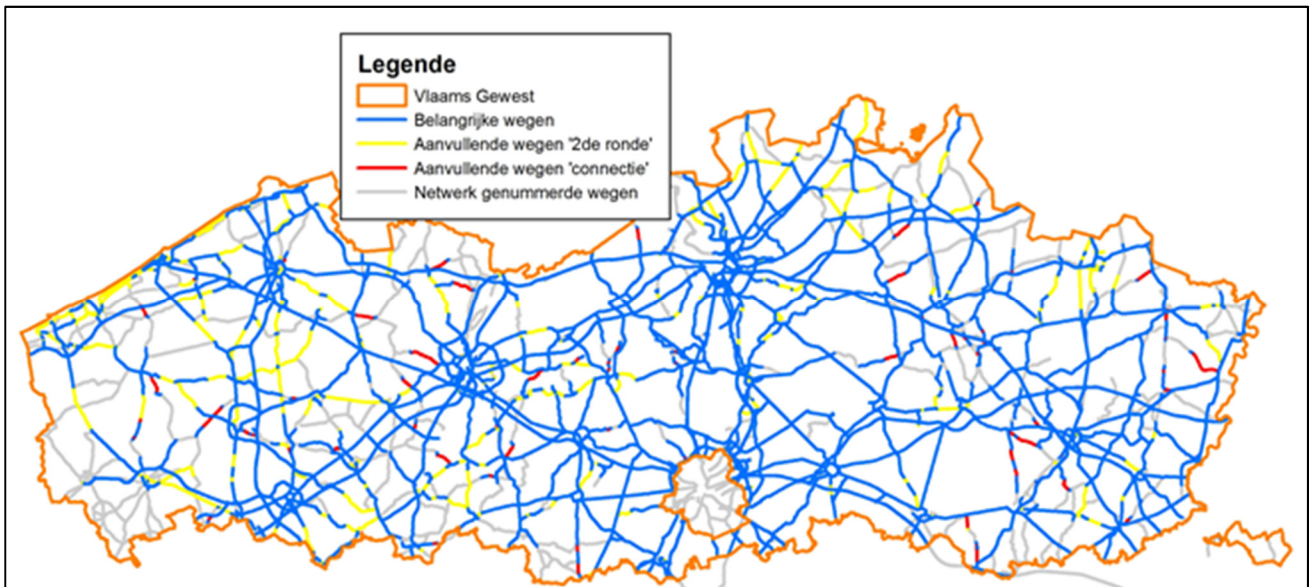 Legende
Vlaams Gewest
Belangrijke wegen
Aanvullende wegen '2de ronde'
Aanvullende wegen 'connectie'
Netwerk genummerde wegen